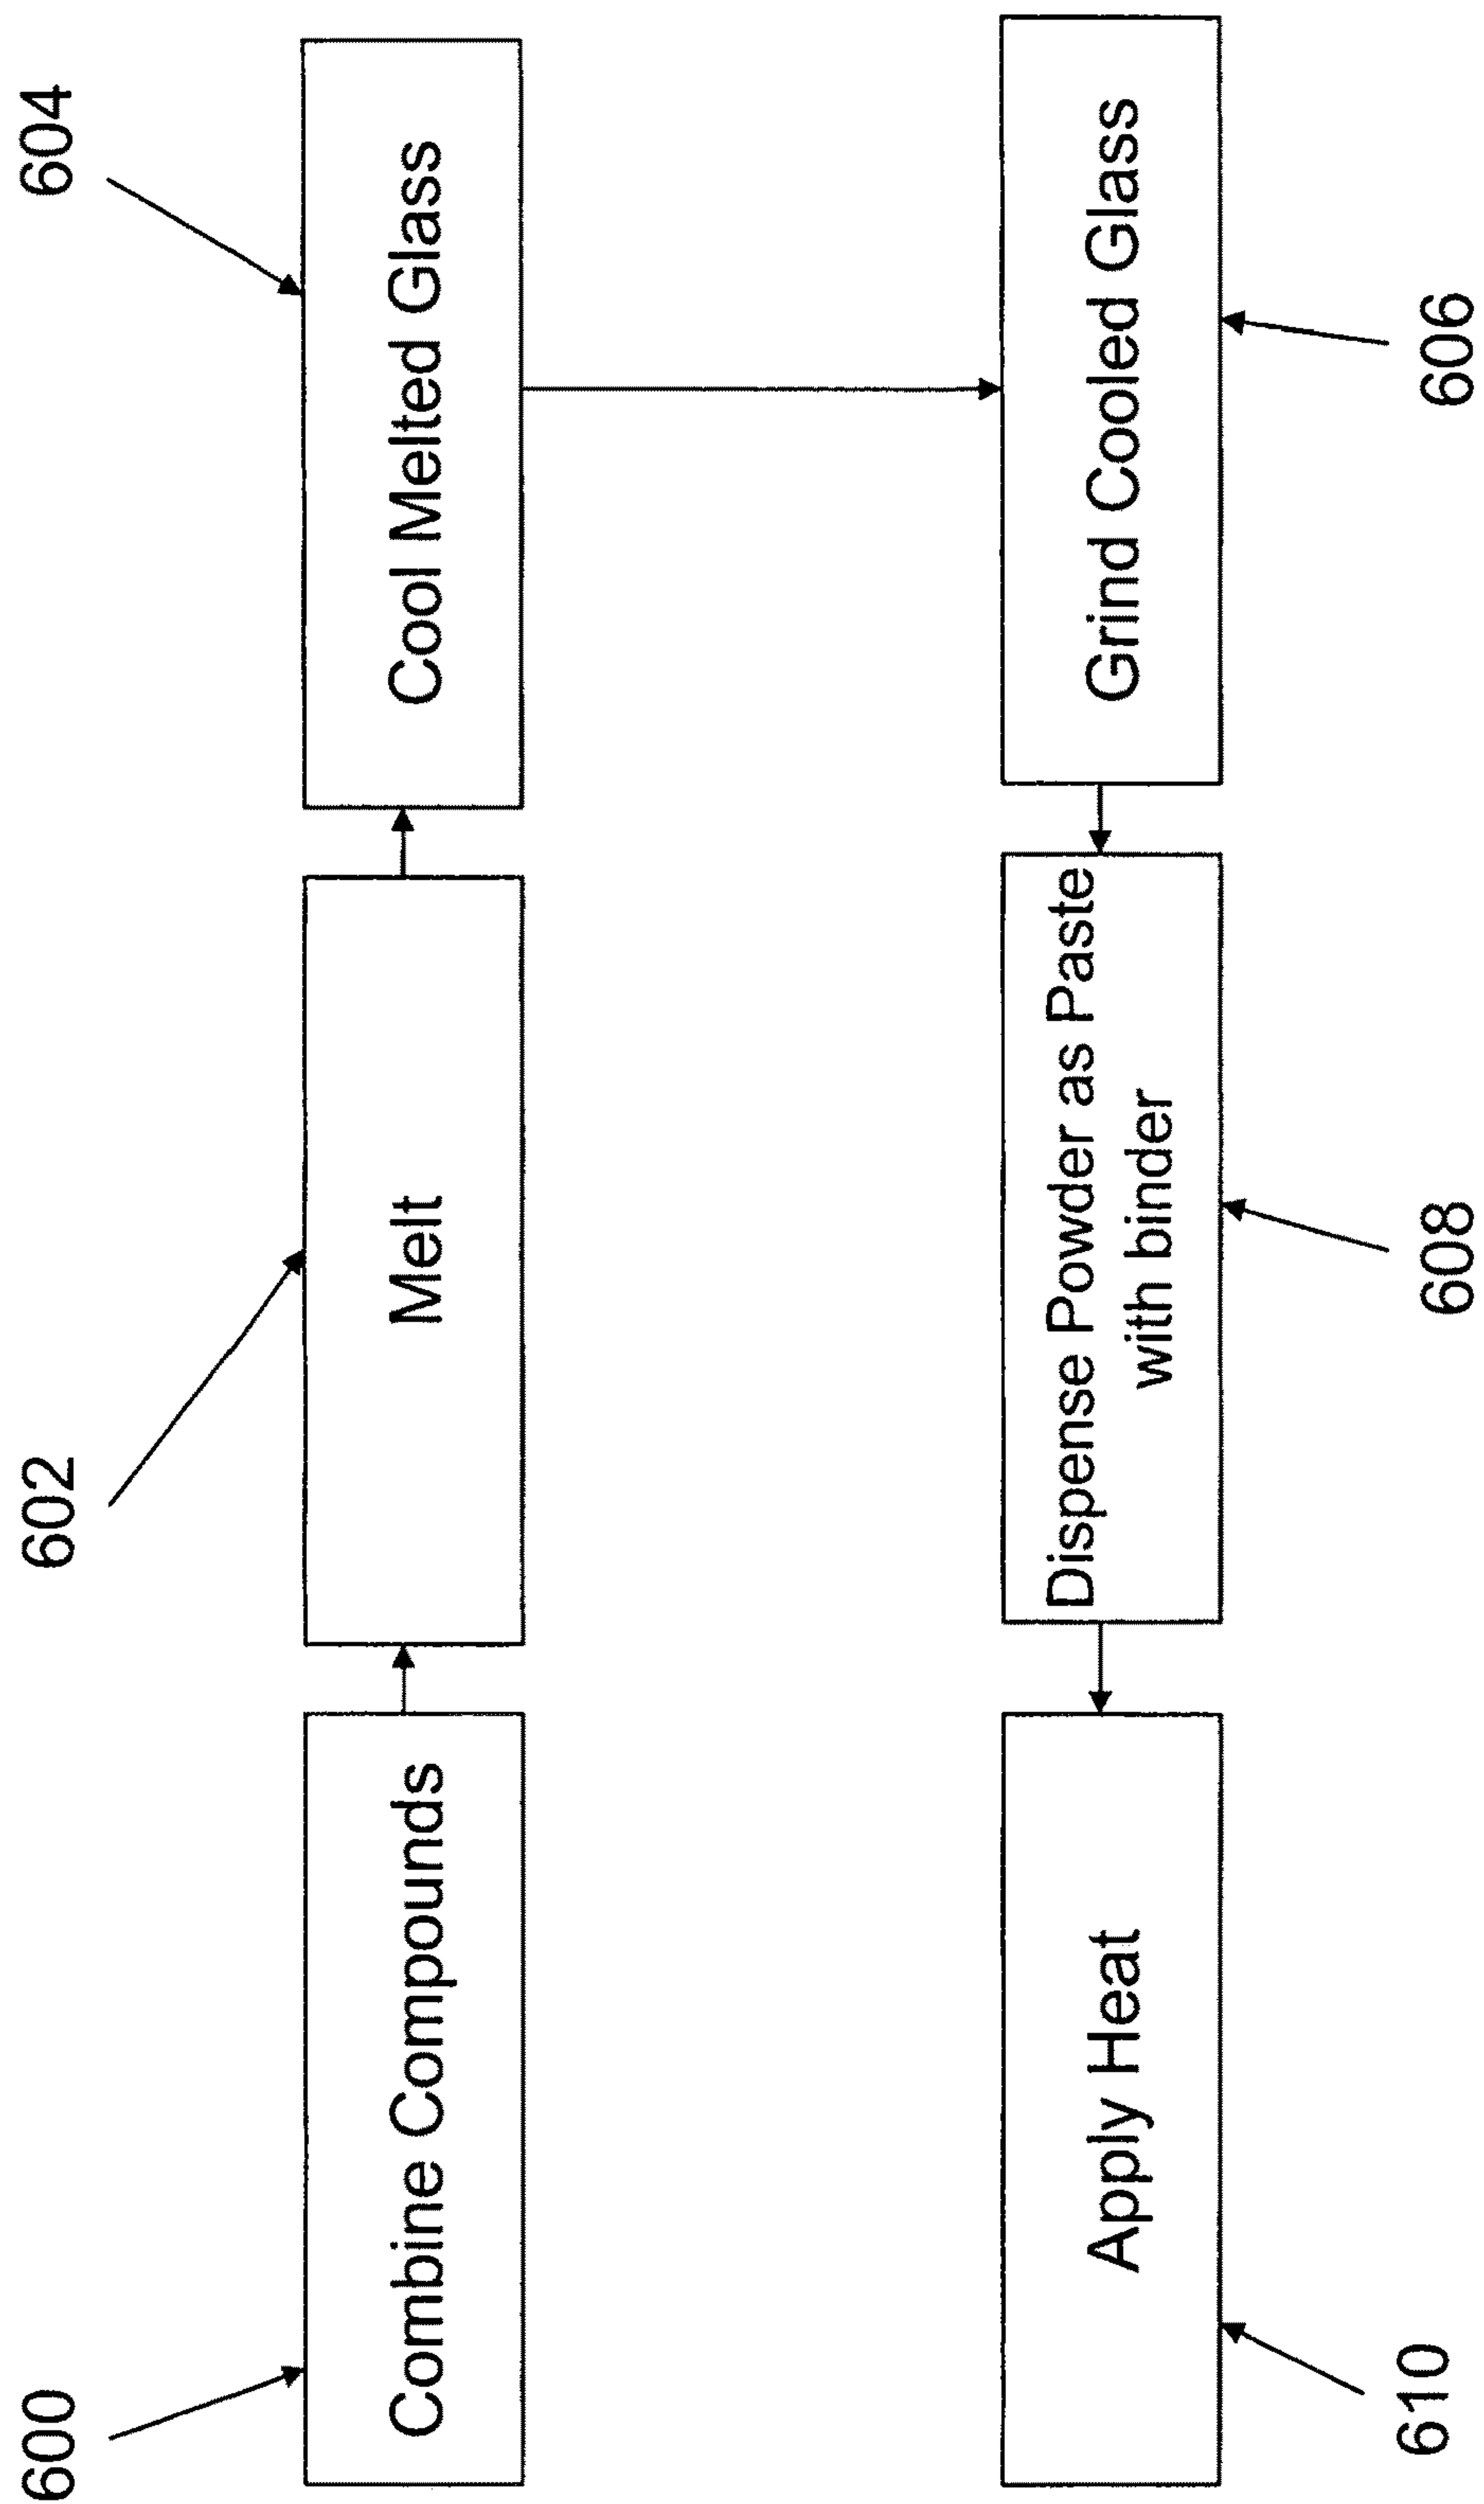 600
602
604
Combine Compounds
Melt
Cool Melted Glass
Apply Heat
Dispense Powder as Paste
with binder
Grind Cooled Glass
610
608
606